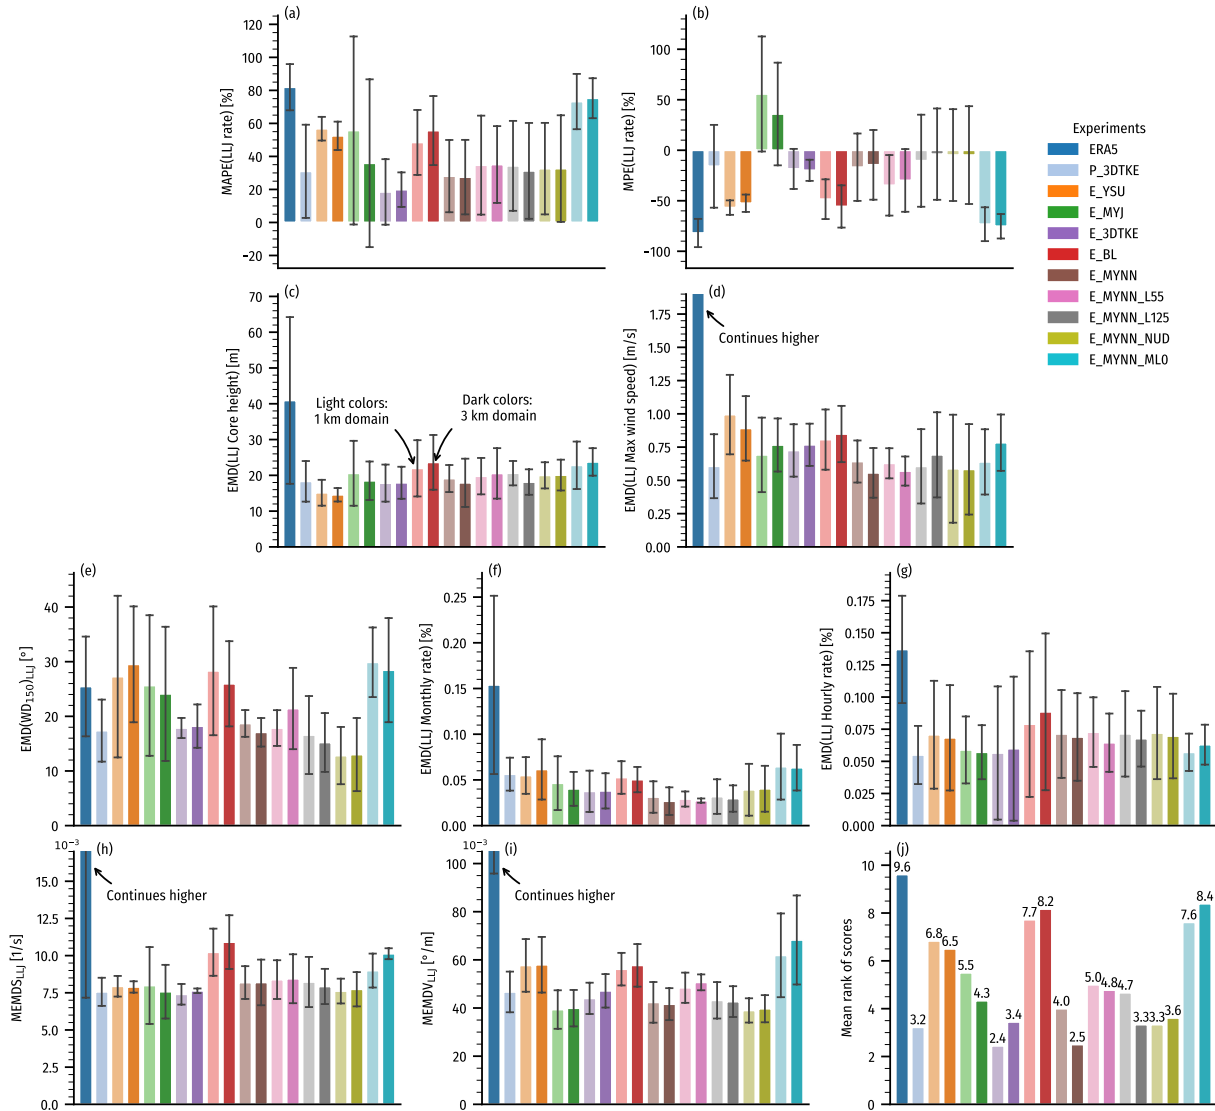 (a)
MAPE(LLJ rate) [%]
120
100
80
60
40
20
0
−20
(b)
MPE(LLJ rate) [%]
100
50
0
−50
−100
Experiments
ERA5
P_3DTKE
E_YSU
E_MYJ
E_3DTKE
E_BL
E_MYNN
E_MYNN_L55
E_MYNN_L125
E_MYNN_NUD
E_MYNN_ML0
(c)
EMD(LLJ Core height) [m]
70
60
50
40
30
20
10
0
Light colors:
1 km domain
Dark colors:
3 km domain
(d)
EMD(LLJ Max wind speed) [m/s]
1.75
1.50
1.25
1.00
0.75
0.50
0.25
0.00
Continues higher
(e)
EMD(WD150)LLJ [°]
40
30
20
10
0
(f)
EMD(LLJ Monthly rate) [%]
0.25
0.20
0.15
0.10
0.05
0.00
(g)
EMD(LLJ Hourly rate) [%]
0.175
0.150
0.125
0.100
0.075
0.050
0.025
0.000
10⁻³
(h)
MEMDSLLJ [1/s]
15.0
12.5
10.0
7.5
5.0
2.5
0.0
Continues higher
10⁻³
(i)
MEMDVLLJ [°/m]
100
80
60
40
20
0
Continues higher
(j)
Mean rank of scores
10
8
6
4
2
0
9.6
3.2
6.8
6.5
5.5
4.3
2.4
3.4
7.7
8.2
4.0
2.5
5.0
4.8
4.7
3.3
3.3
3.6
7.6
8.4